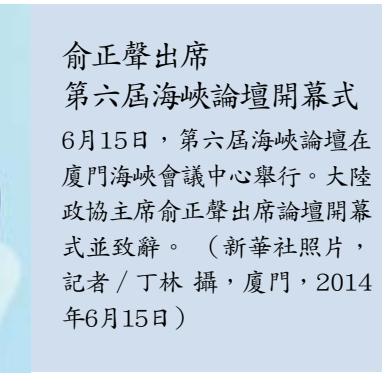 俞正聲出席
第六屆海峽論壇開幕式
6月15日，第六屆海峽論壇在
廈門海峽會議中心舉行。大陸
政協主席俞正聲出席論壇開幕
式並致辭。（新華社照片，
記者／丁林 攝，廈門，2014
年6月15日）